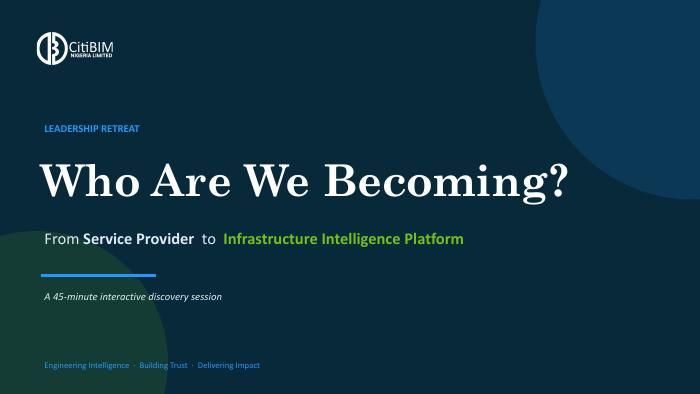 CitiBIM
NIGERIA LIMITED
LEADERSHIP RETREAT
Who Are We Becoming?
From Service Provider to Infrastructure Intelligence Platform
A 45-minute interactive discovery session
Engineering Intelligence · Building Trust · Delivering Impact